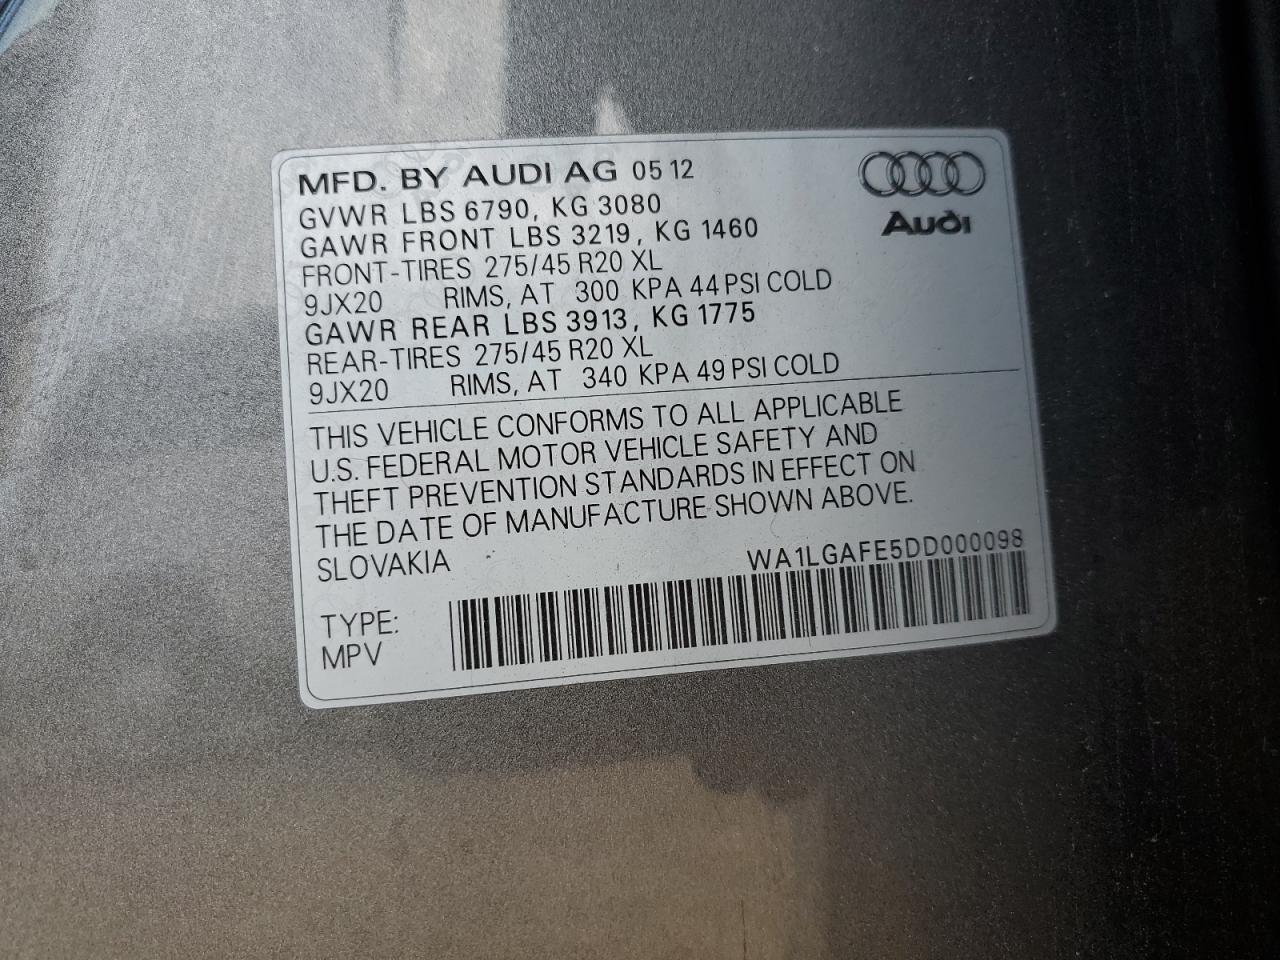 MFD. BY AUDI AG 05 12
Audi
GVWR LBS 6790, KG 3080
GAWR FRONT LBS 3219, KG 1460
FRONT-TIRES 275/45 R20 XL
9JX20 RIMS, AT 300 KPA 44 PSI COLD
GAWR REAR LBS 3913, KG 1775
REAR-TIRES 275/45 R20 XL
9JX20 RIMS, AT 340 KPA 49 PSI COLD
THIS VEHICLE CONFORMS TO ALL APPLICABLE
U.S. FEDERAL MOTOR VEHICLE SAFETY AND
THEFT PREVENTION STANDARDS IN EFFECT ON
THE DATE OF MANUFACTURE SHOWN ABOVE.
SLOVAKIA WA1LGAFE5DD000098
TYPE:
MPV